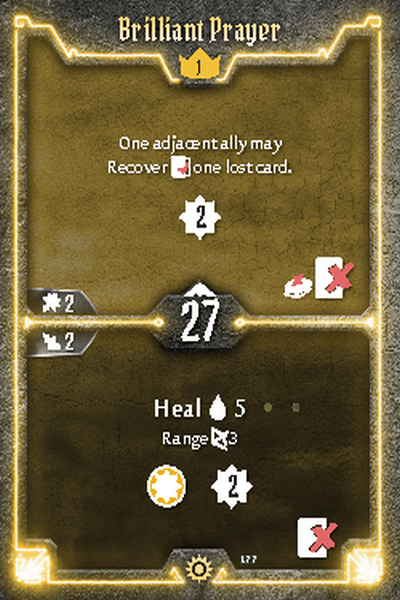 Brilliant Prayer
1
One adjacent ally may
Recover one lost card.
2
2
27
2
Heal 5
Range 3
2
177